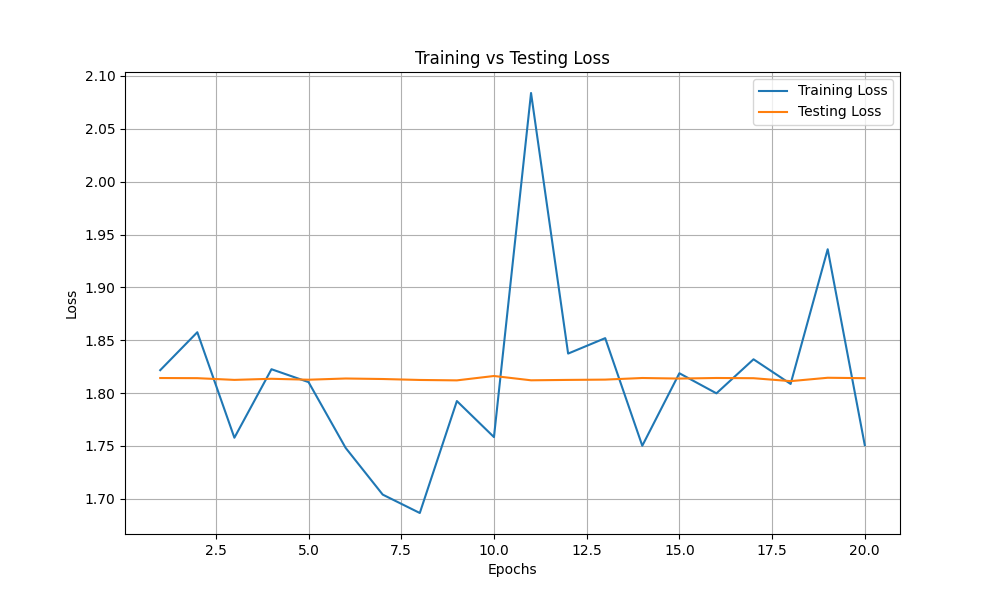 Training vs Testing Loss
2.10
2.05
2.00
1.95
1.90
1.85
1.80
1.75
1.70
Loss
Training Loss
Testing Loss
2.5 5.0 7.5 10.0 12.5 15.0 17.5 20.0
Epochs